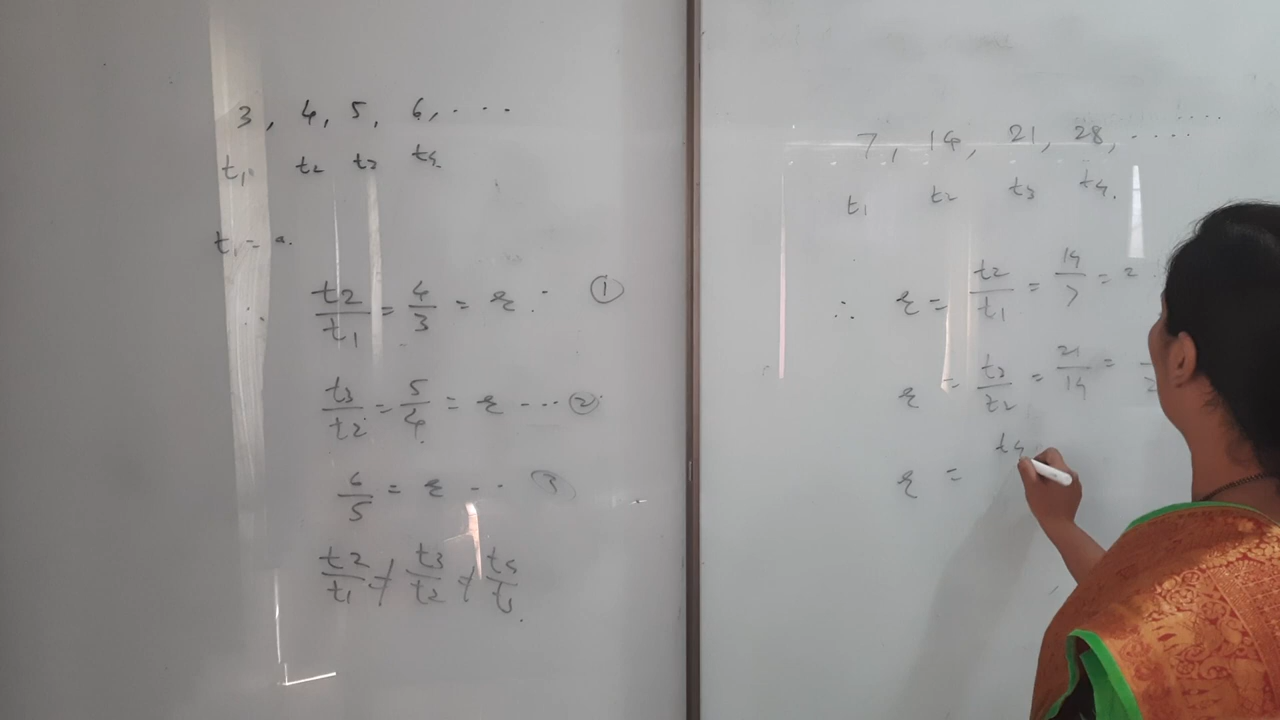 3, 4, 5, 6, . . .
t1 t2 t3 t4
t1 = a.
∴ t2/t1 = 4/3 = r . . ①
t3/t2 = 5/4 = r ... ②
6/5 = r ... ③
t2/t1 ≠ t3/t2 ≠ t4/t3
7, 14, 21, 28, ....
t1 t2 t3 t4.
∴ r = t2/t1 = 14/7 = 2
r = t3/t2 = 21/14 =
r = t4